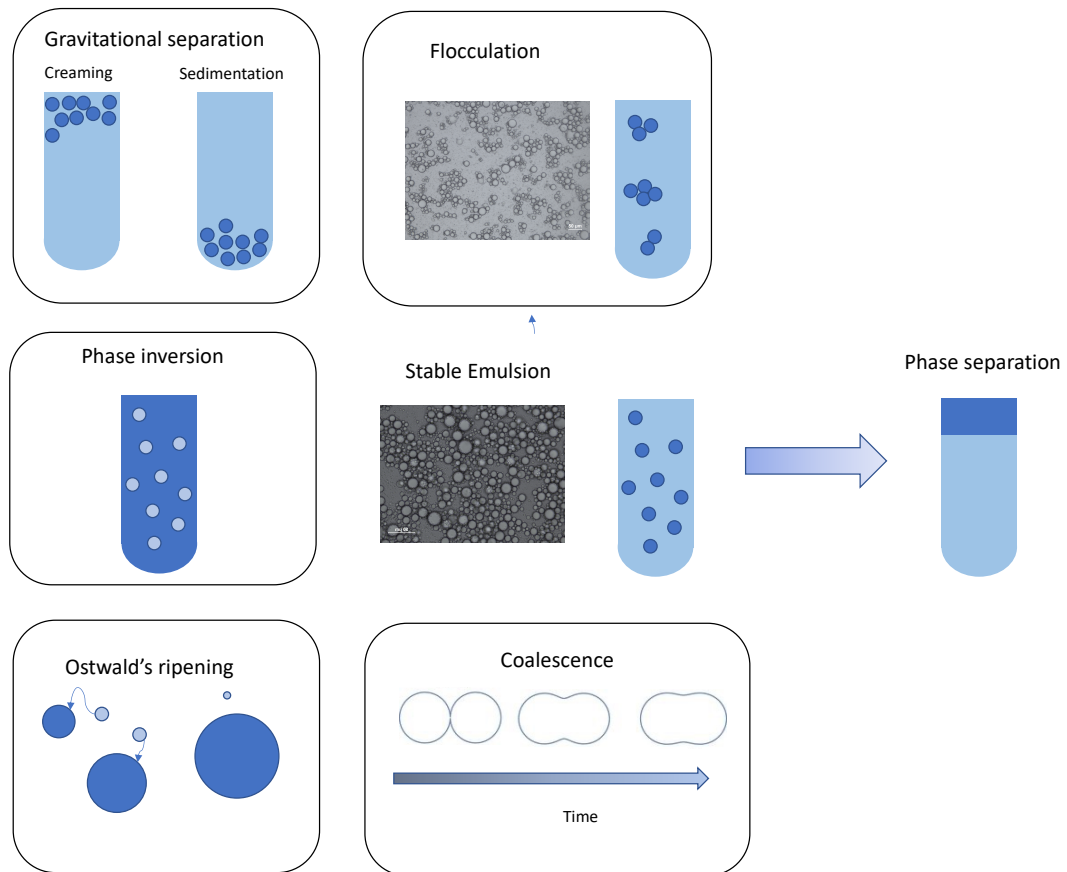 Gravitational separation
Creaming
Sedimentation
Flocculation
Phase inversion
Stable Emulsion
Phase separation
Ostwald's ripening
Coalescence
Time